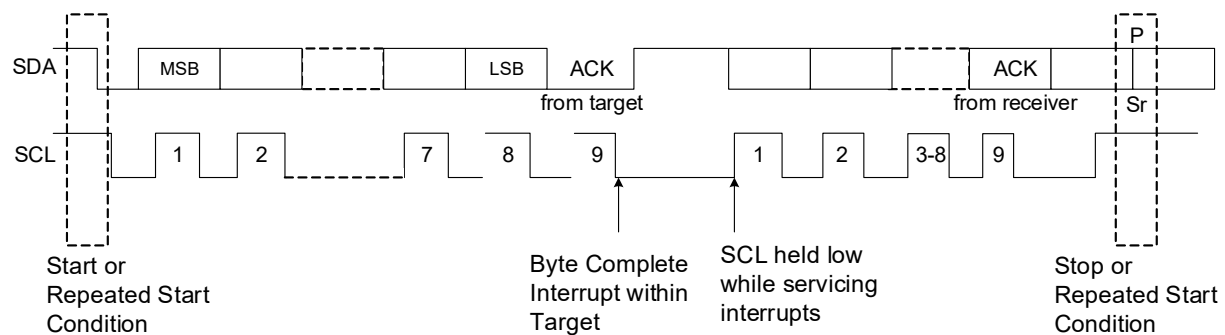 P
SDA MSB LSB ACK ACK
from target from receiver Sr
SCL 1 2 7 8 9 1 2 3-8 9
Start or
Repeated Start
Condition
Byte Complete
Interrupt within
Target
SCL held low
while servicing
interrupts
Stop or
Repeated Start
Condition